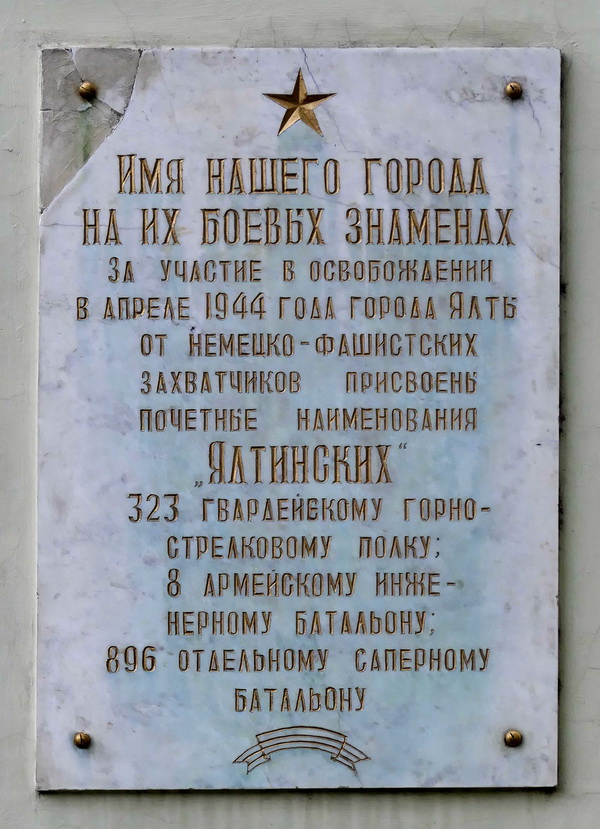 Имя нашего города
на их боевых знаменах
За участие в освобождении
в апреле 1944 года города Ялты
от немецко-фашистских
захватчиков присвоены
почетные наименования
„Ялтинских“
323 гвардейскому горно-
стрелковому полку;
8 армейскому инже-
нерному батальону;
896 отдельному саперному
батальону